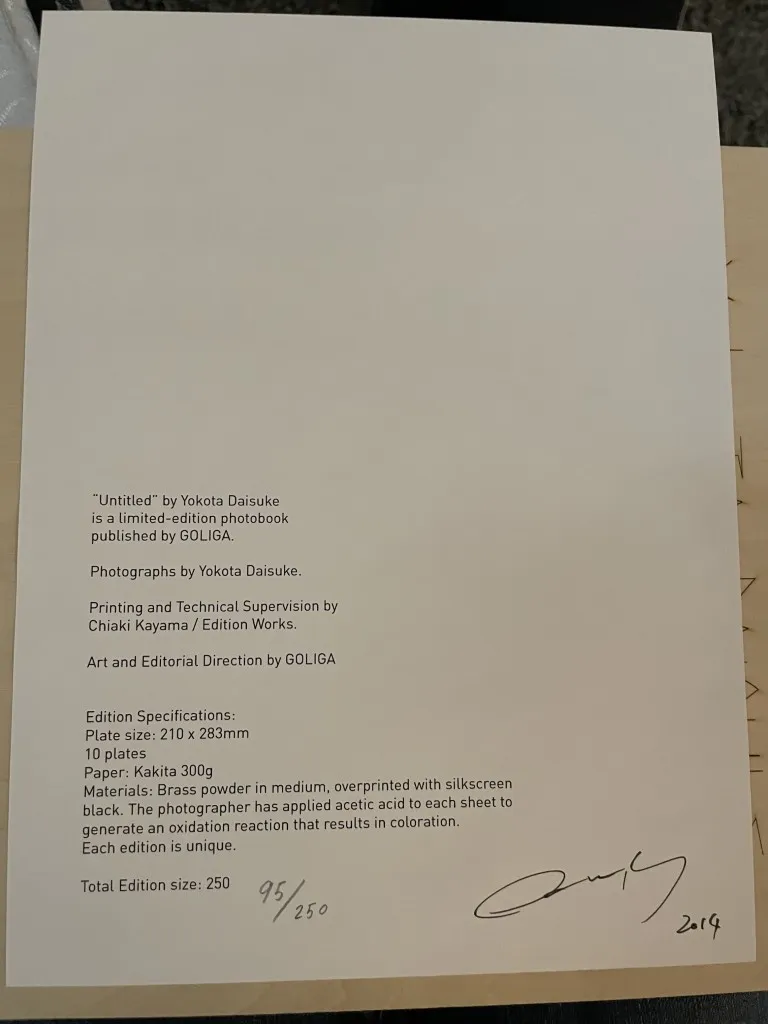 “Untitled” by Yokota Daisuke
is a limited-edition photobook
published by GOLIGA.
Photographs by Yokota Daisuke.
Printing and Technical Supervision by
Chiaki Kayama / Edition Works.
Art and Editorial Direction by GOLIGA
Edition Specifications:
Plate size: 210 x 283mm
10 plates
Paper: Kakita 300g
Materials: Brass powder in medium, overprinted with silkscreen
black. The photographer has applied acetic acid to each sheet to
generate an oxidation reaction that results in coloration.
Each edition is unique.
Total Edition size: 250 95/250
2014